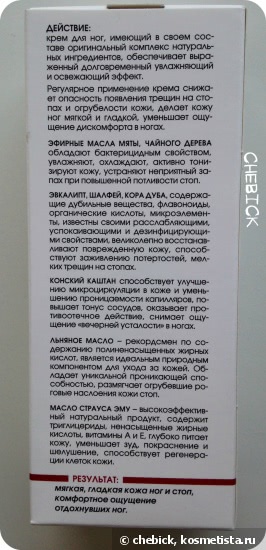 ДЕЙСТВИЕ:
крем для ног, имеющий в своем со-
ставе оригинальный комплекс натураль-
ных ингредиентов, обеспечивает выра-
женный долговременный увлажняющий
и освежающий эффект.
Регулярное применение крема снижа-
ет опасность появления трещин на сто-
пах и огрубелости кожи, делает кожу
ног мягкой и гладкой, уменьшает ощу-
щение дискомфорта в ногах.
ЭФИРНЫЕ МАСЛА МЯТЫ, ЧАЙНОГО ДЕРЕВА
обладают бактерицидным свойством,
увлажняют, охлаждают, активно тони-
зируют кожу, устраняют неприятный за-
пах при повышенной потливости стоп.
ЭВКАЛИПТ, ШАЛФЕЙ, КОРА ДУБА, содержа-
щие дубильные вещества, флавоноиды,
органические кислоты, микроэлемен-
ты, известны своими расслабляющими,
успокаивающими и дезинфицирующи-
ми свойствами, великолепно восстанав-
ливают поврежденную кожу, способ-
ствуют заживлению потертостей, мел-
ких трещин на стопах.
КОНСКИЙ КАШТАН способствует улучше-
нию микроциркуляции в коже и умень-
шению проницаемости капилляров, по-
вышает тонус сосудов, оказывает про-
тивоотечное действие, снимает ощуще-
ние «вечерней усталости» в ногах.
ЛЬНЯНОЕ МАСЛО – рекордсмен по со-
держанию полиненасыщенных жирных
кислот, является идеальным природным
компонентом для ухода за кожей. Обла-
дает уникальной проникающей спо-
собностью, размягчает огрубевшие ро-
говые наслоения кожи стоп.
МАСЛО СТРАУСА ЭМУ – высокоэффектив-
ный натуральный продукт, содержит
триглицериды, ненасыщенные жирные
кислоты, витамины А и Е, глубоко питает
кожу, уменьшает зуд, покраснение и
шелушение, способствует регенера-
ции клеток кожи.
РЕЗУЛЬТАТ:
мягкая, гладкая кожа ног и стоп,
комфортное ощущение
отдохнувших ног.
CHEBICK
© chebick, kosmetista.ru